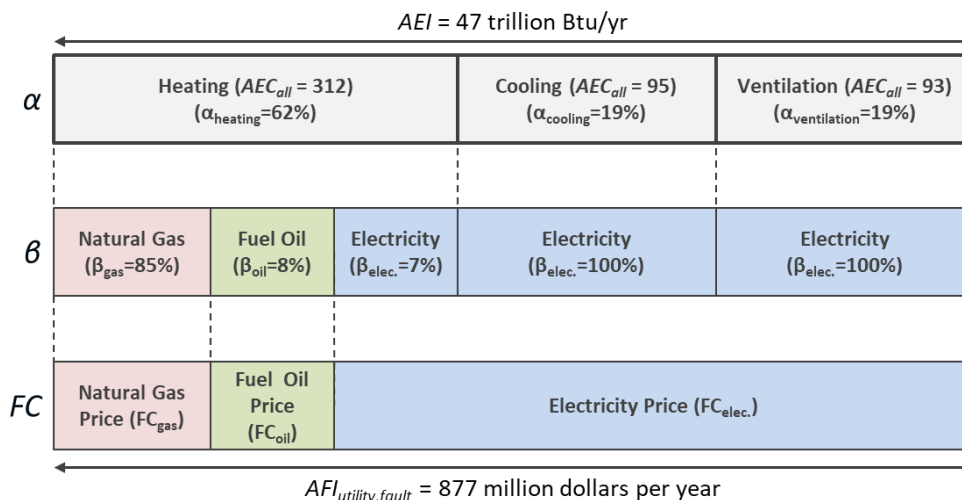 AEI = 47 trillion Btu/yr
α
Heating (AECall = 312)
(αheating=62%)
Cooling (AECall = 95)
(αcooling=19%)
Ventilation (AECall = 93)
(αventilation=19%)
β
Natural Gas
(βgas=85%)
Fuel Oil
(βoil=8%)
Electricity
(βelec.=7%)
Electricity
(βelec.=100%)
Electricity
(βelec.=100%)
FC
Natural Gas
Price (FCgas)
Fuel Oil
Price
(FCoil)
Electricity Price (FCelec.)
AFIutility,fault = 877 million dollars per year